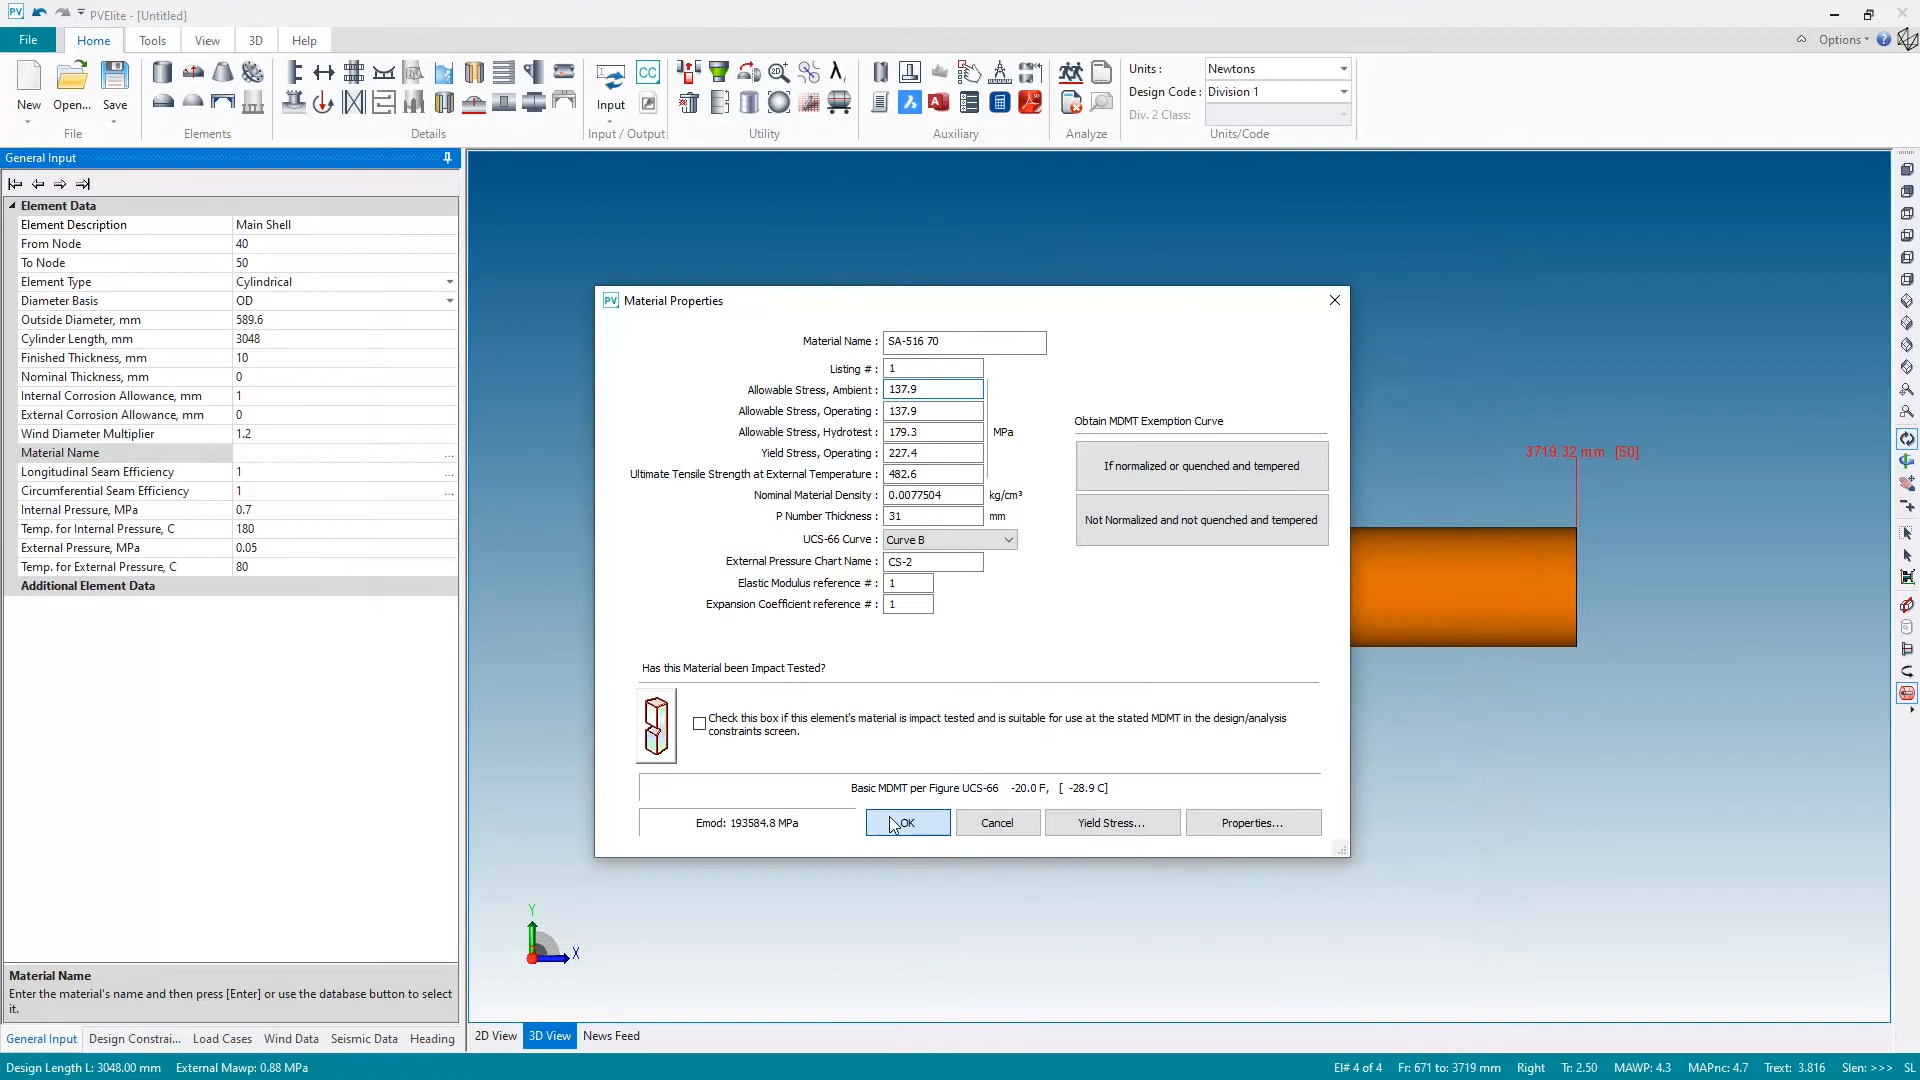 PVElite - [Untitled]
File Home Tools View 3D Help Options
New Open... Save Input CC
Units : Newtons
Design Code : Division 1
Div. 2 Class:
File Elements Details Input / Output Utility Auxiliary Analyze Units/Code
General Input
Element Data
Element Description Main Shell
From Node 40
To Node 50
Element Type Cylindrical
Diameter Basis OD
Outside Diameter, mm 589.6
Cylinder Length, mm 3048
Finished Thickness, mm 10
Nominal Thickness, mm 0
Internal Corrosion Allowance, mm 1
External Corrosion Allowance, mm 0
Wind Diameter Multiplier 1.2
Material Name ...
Longitudinal Seam Efficiency 1 ...
Circumferential Seam Efficiency 1 ...
Internal Pressure, MPa 0.7
Temp. for Internal Pressure, C 180
External Pressure, MPa 0.05
Temp. for External Pressure, C 80
Additional Element Data
Material Name
Enter the material's name and then press [Enter] or use the database button to select
it.
General Input Design Constrai... Load Cases Wind Data Seismic Data Heading
PV Material Properties
Material Name : SA-516 70
Listing # : 1
Allowable Stress, Ambient : 137.9
Allowable Stress, Operating : 137.9
Allowable Stress, Hydrotest : 179.3 MPa
Yield Stress, Operating : 227.4
Ultimate Tensile Strength at External Temperature : 482.6
Nominal Material Density : 0.0077504 kg/cm³
P Number Thickness : 31 mm
UCS-66 Curve : Curve B
External Pressure Chart Name : CS-2
Elastic Modulus reference # : 1
Expansion Coefficient reference # : 1
Obtain MDMT Exemption Curve
If normalized or quenched and tempered
Not Normalized and not quenched and tempered
Has this Material been Impact Tested?
Check this box if this element's material is impact tested and is suitable for use at the stated MDMT in the design/analysis
constraints screen.
Basic MDMT per Figure UCS-66 -20.0 F, [ -28.9 C]
Emod: 193584.8 MPa OK Cancel Yield Stress... Properties...
3719.32 mm [50]
Y
X
2D View 3D View News Feed
Design Length L: 3048.00 mm External Mawp: 0.88 MPa El# 4 of 4 Fr: 671 to: 3719 mm Right Tr: 2.50 MAWP: 4.3 MAPnc: 4.7 Trext: 3.816 Slen: >>> SL